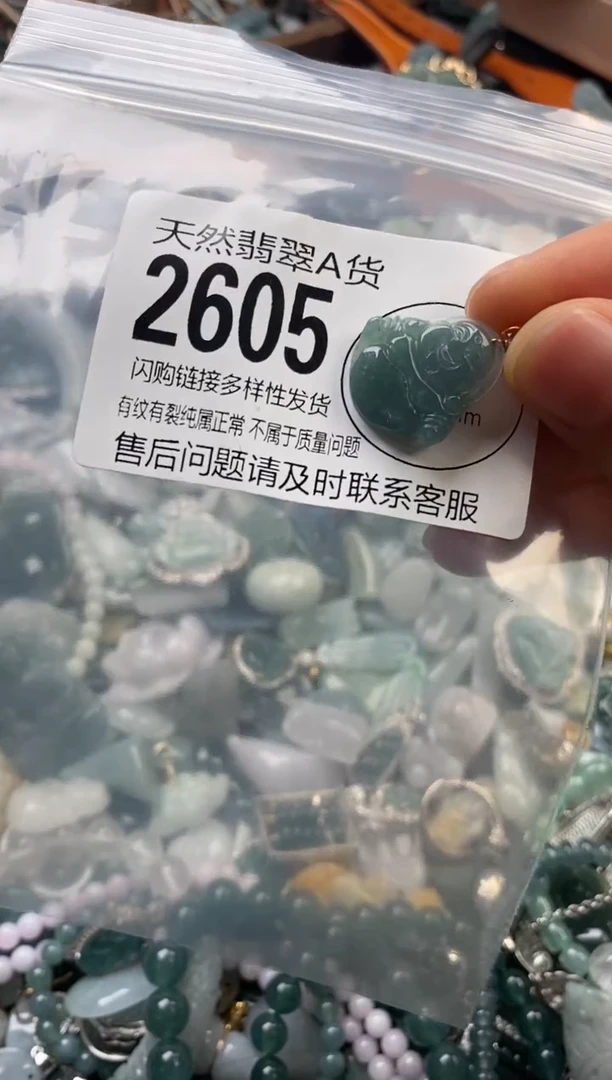 天然翡翠A货
2605
闪购链接多样性发货
有纹有裂纯属正常 不属于质量问题
售后问题请及时联系客服